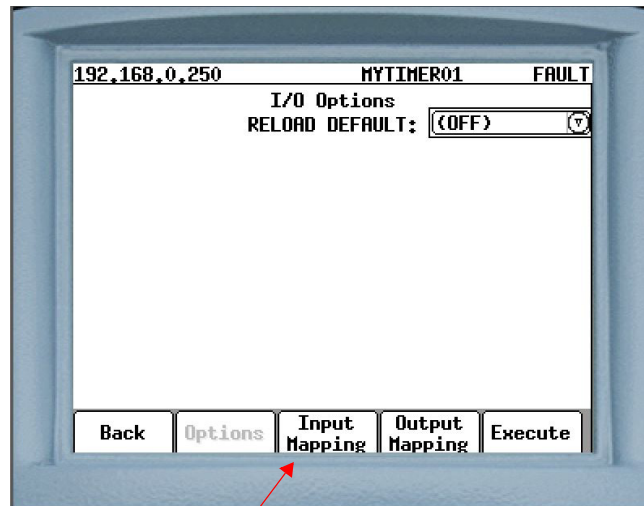 192.168.0.250 MYTIMER01 FAULT
I/O Options
RELOAD DEFAULT: (OFF)
Back Options Input Mapping Output Mapping Execute